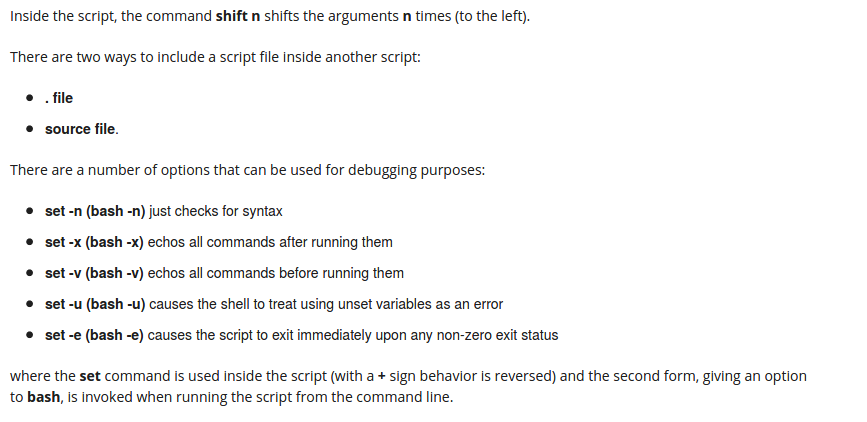 Inside the script, the command shift n shifts the arguments n times (to the left).
There are two ways to include a script file inside another script:
• . file
• source file.
There are a number of options that can be used for debugging purposes:
• set -n (bash -n) just checks for syntax
• set -x (bash -x) echos all commands after running them
• set -v (bash -v) echos all commands before running them
• set -u (bash -u) causes the shell to treat using unset variables as an error
• set -e (bash -e) causes the script to exit immediately upon any non-zero exit status
where the set command is used inside the script (with a + sign behavior is reversed) and the second form, giving an option
to bash, is invoked when running the script from the command line.